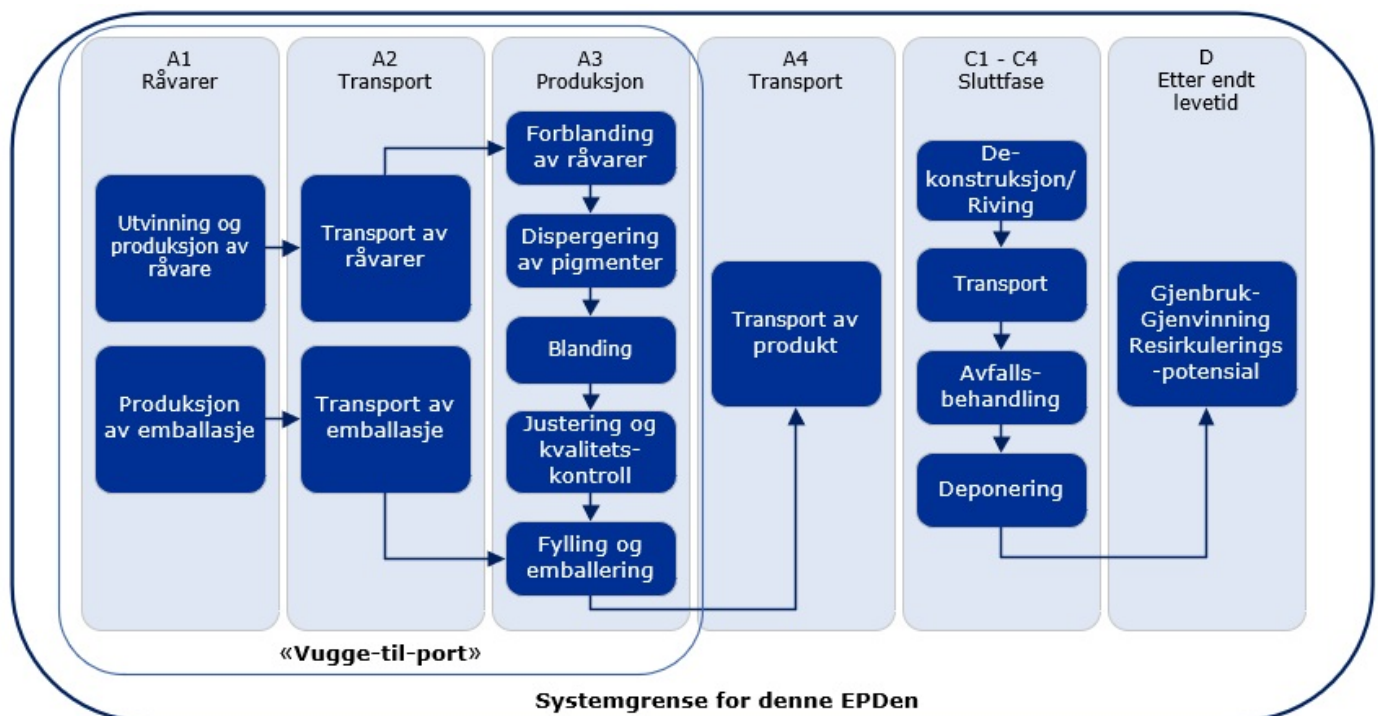 A1
Råvarer
A2
Transport
A3
Produksjon
A4
Transport
C1 - C4
Sluttfase
D
Etter endt
levetid
Utvinning og
produksjon av
råvare
Produksjon
av emballasje
Transport av
råvarer
Transport av
emballasje
Forblanding
av råvarer
Dispergering
av pigmenter
Blanding
Justering og
kvalitets-
kontroll
Fylling og
emballering
Transport av
produkt
De-
konstruksjon/
Riving
Transport
Avfalls-
behandling
Deponering
Gjenbruk-
Gjenvinning
Resirkulerings
-potensial
«Vugge-til-port»
Systemgrense for denne EPDen